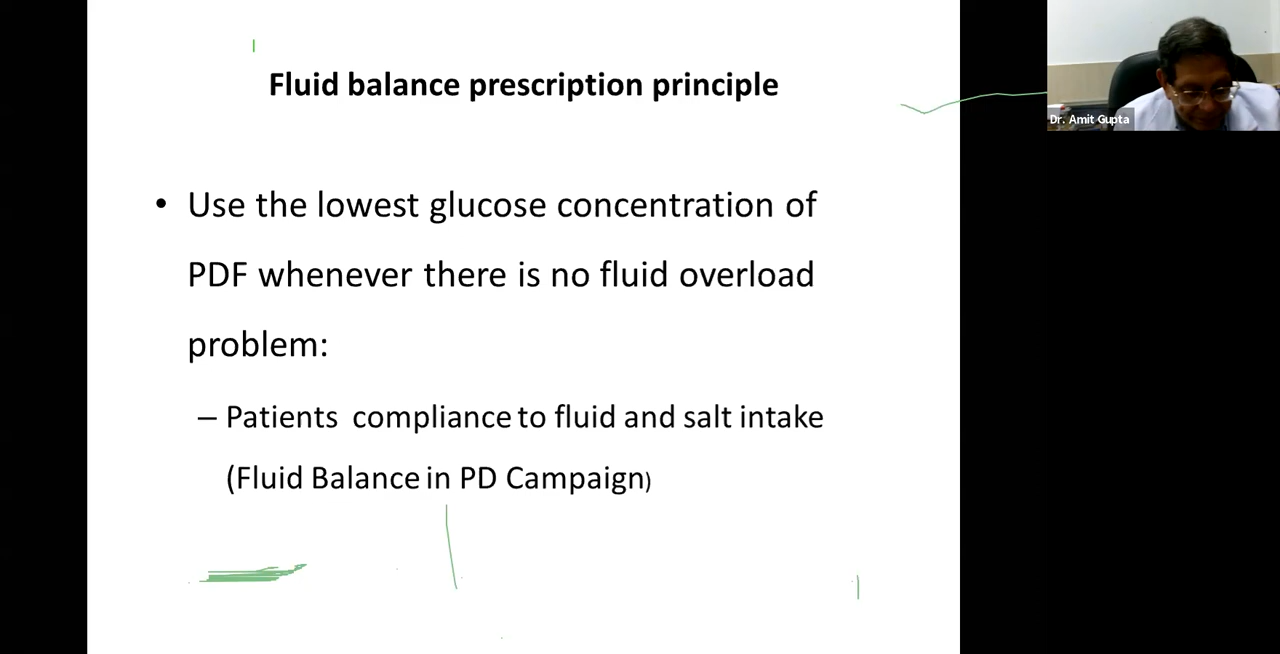 Fluid balance prescription principle
• Use the lowest glucose concentration of
PDF whenever there is no fluid overload
problem:
– Patients compliance to fluid and salt intake
(Fluid Balance in PD Campaign)
Dr. Amit Gupta